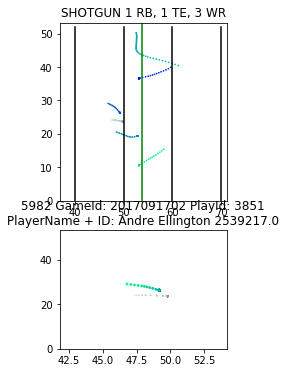 SHOTGUN 1 RB, 1 TE, 3 WR
50
40
30
20
10
0
40 50 60 70
5982 GameId: 2017091702 PlayId: 3851
PlayerName + ID: Andre Ellington 2539217.0
40
20
0
42.5 45.0 47.5 50.0 52.5